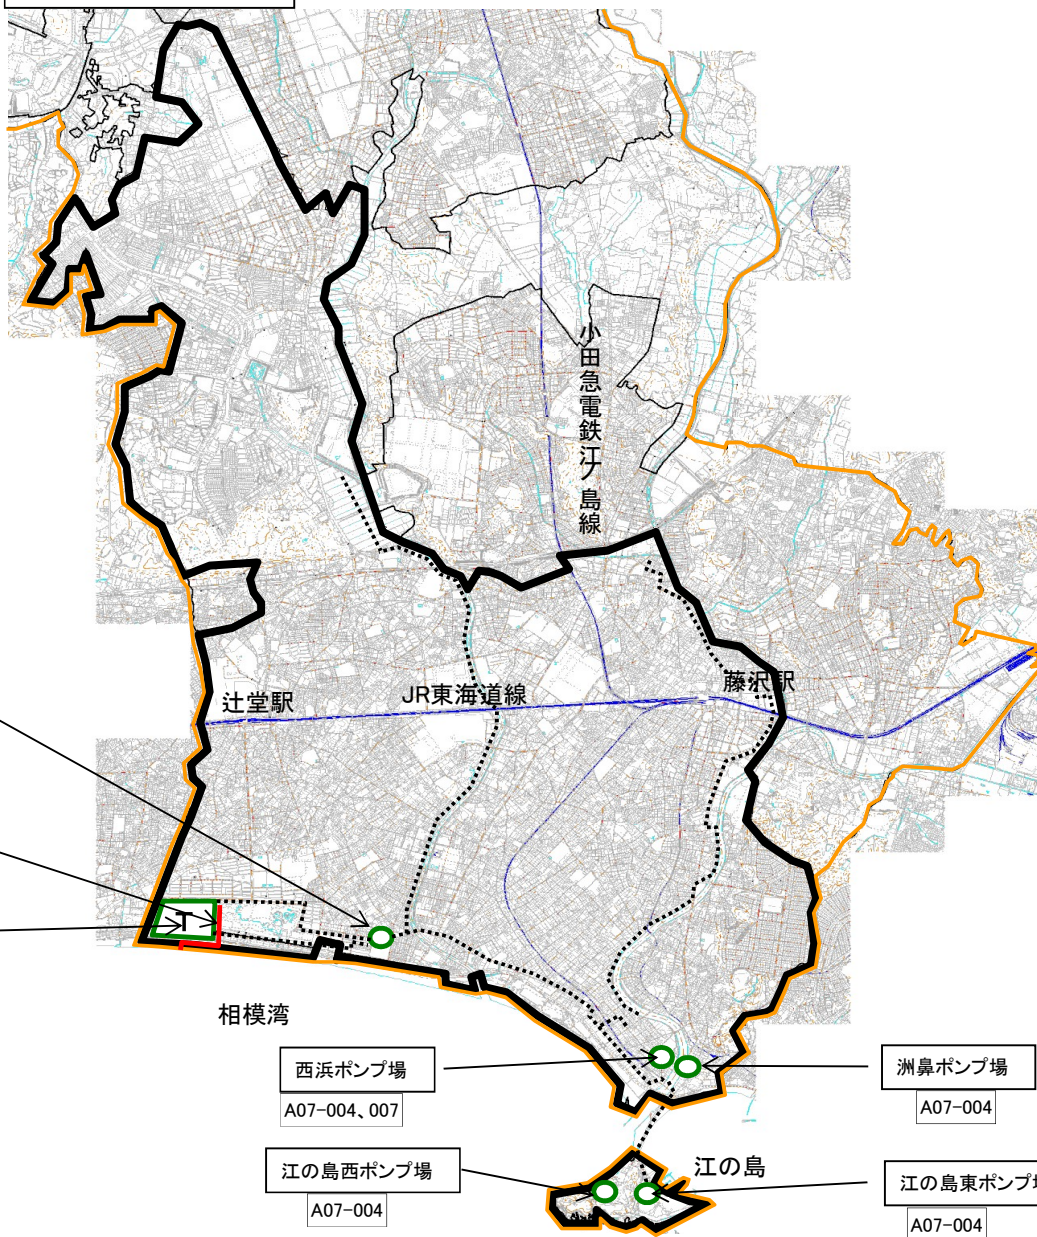 小田急電鉄江ノ島線
辻堂駅
JR東海道線
藤沢駅
T
相模湾
西浜ポンプ場
A07-004、007
洲鼻ポンプ場
A07-004
江の島
江の島西ポンプ場
A07-004
江の島東ポンプ場
A07-004